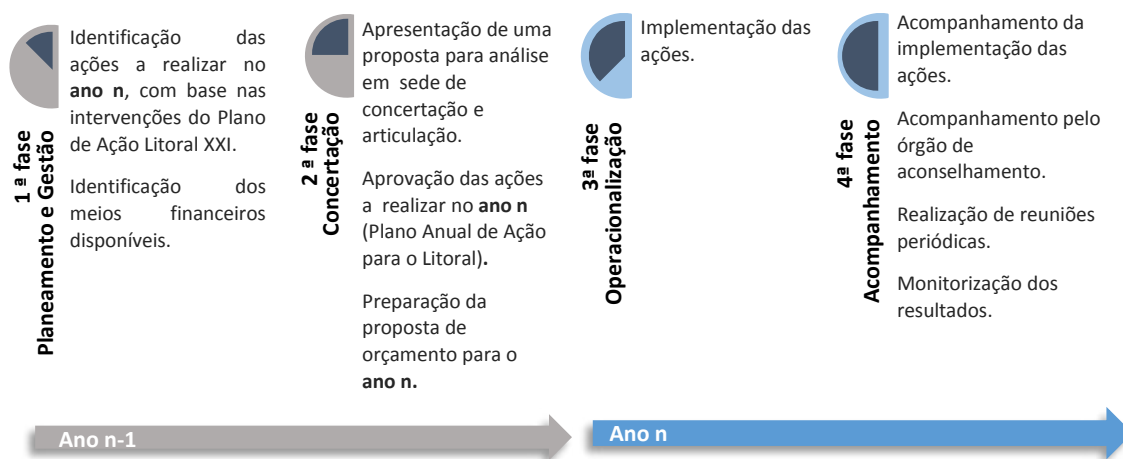 1 ª fase
Planeamento e Gestão
Identificação das
ações a realizar no
ano n, com base nas
intervenções do Plano
de Ação Litoral XXI.
Identificação dos
meios financeiros
disponíveis.
2 ª fase
Concertação
Apresentação de uma
proposta para análise
em sede de
concertação e
articulação.
Aprovação das ações
a realizar no ano n
(Plano Anual de Ação
para o Litoral).
Preparação da
proposta de
orçamento para o
ano n.
3ª fase
Operacionalização
Implementação das
ações.
4ª fase
Acompanhamento
Acompanhamento da
implementação das
ações.
Acompanhamento pelo
órgão de
aconselhamento.
Realização de reuniões
periódicas.
Monitorização dos
resultados.
Ano n-1
Ano n